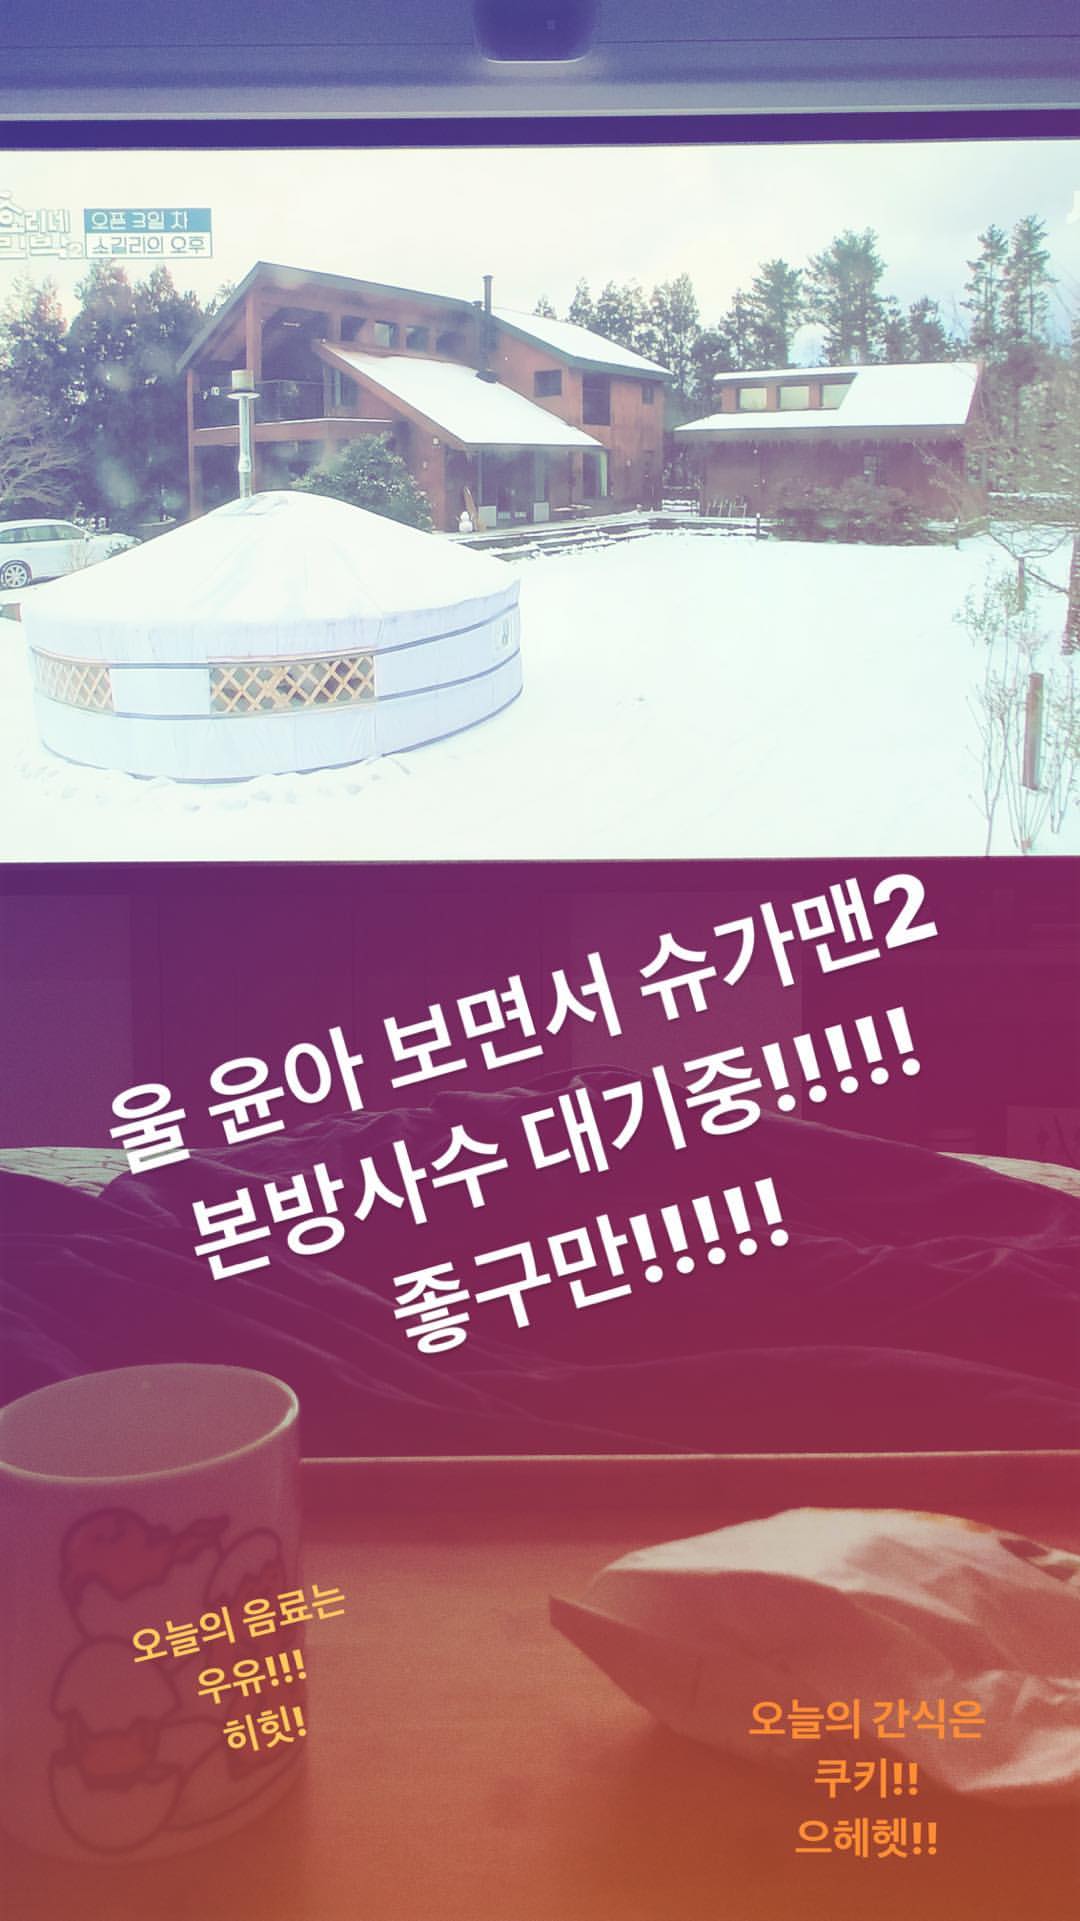 효리네
민박2
오픈 3일 차
소길리의 오후
울 윤아 보면서 슈가맨2
본방사수 대기중!!!!!
좋구만!!!!!
오늘의 음료는
우유!!!
히힛!
오늘의 간식은
쿠키!!
으헤헷!!